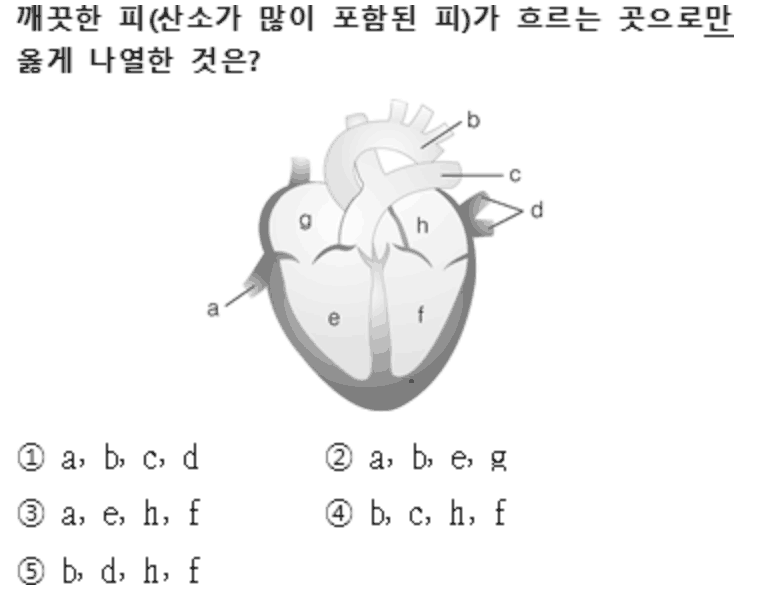 깨끗한 피(산소가 많이 포함된 피)가 흐르는 곳으로만
옳게 나열한 것은?
b
c
g
h
d
a
e
f
① a, b, c, d
② a, b, e, g
③ a, e, h, f
④ b, c, h, f
⑤ b, d, h, f